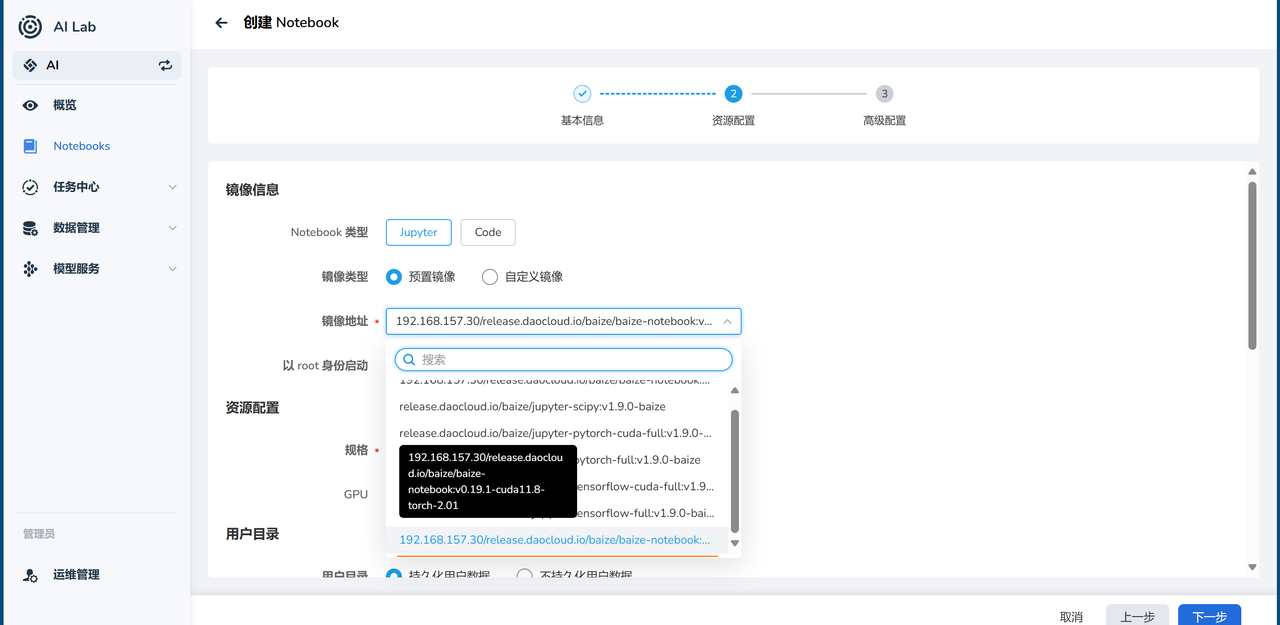 AI Lab
创建 Notebook
AI
概览
Notebooks
任务中心
数据管理
模型服务
管理员
运维管理
2
3
基本信息
资源配置
高级配置
镜像信息
Notebook 类型
Jupyter
Code
镜像类型
预置镜像
自定义镜像
镜像地址 *
192.168.157.30/release.daocloud.io/baize/baize-notebook:v...
搜索
192.168.157.30/release.daocloud.io/baize/baize-notebook:...
以 root 身份启动
release.daocloud.io/baize/jupyter-scipy:v1.9.0-baize
资源配置
release.daocloud.io/baize/jupyter-pytorch-cuda-full:v1.9.0-...
规格 *
ytorch-full:v1.9.0-baize
192.168.157.30/release.daoclou
d.io/baize/baize-
notebook:v0.19.1-cuda11.8-
torch-2.01
GPU
ensorflow-cuda-full:v1.9...
ensorflow-full:v1.9.0-bai...
用户目录
192.168.157.30/release.daocloud.io/baize/baize-notebook:...
用户目录
持久化用户数据
不持久化用户数据
取消
上一步
下一步